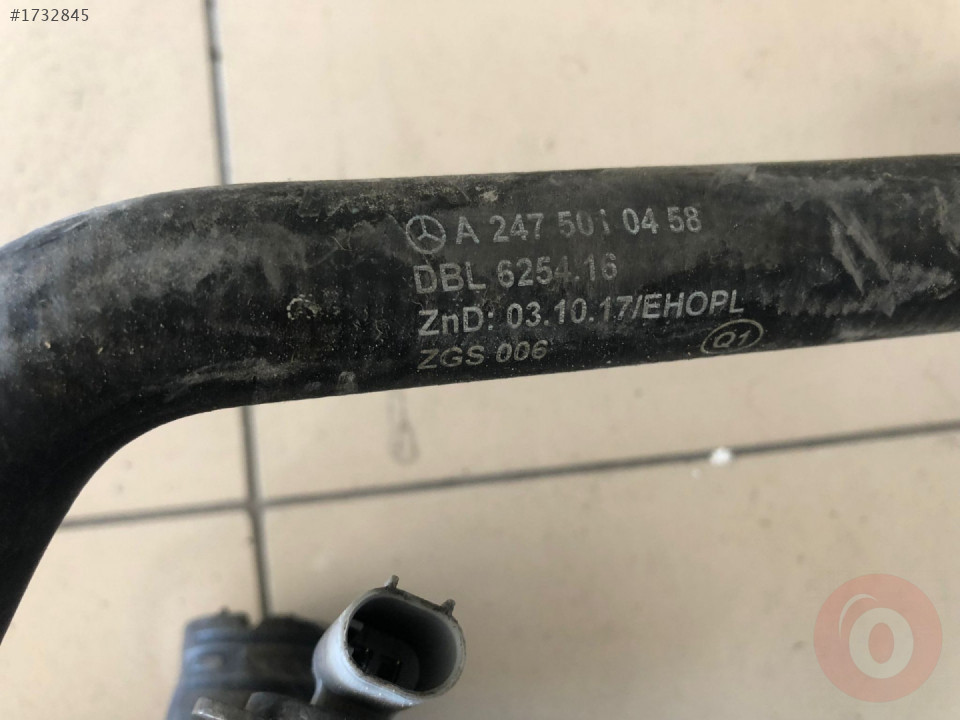 #1732845
A 247 501 04 58
DBL 6254.16
ZnD: 03.10.17/EHOPL
ZGS 006 Q1
O